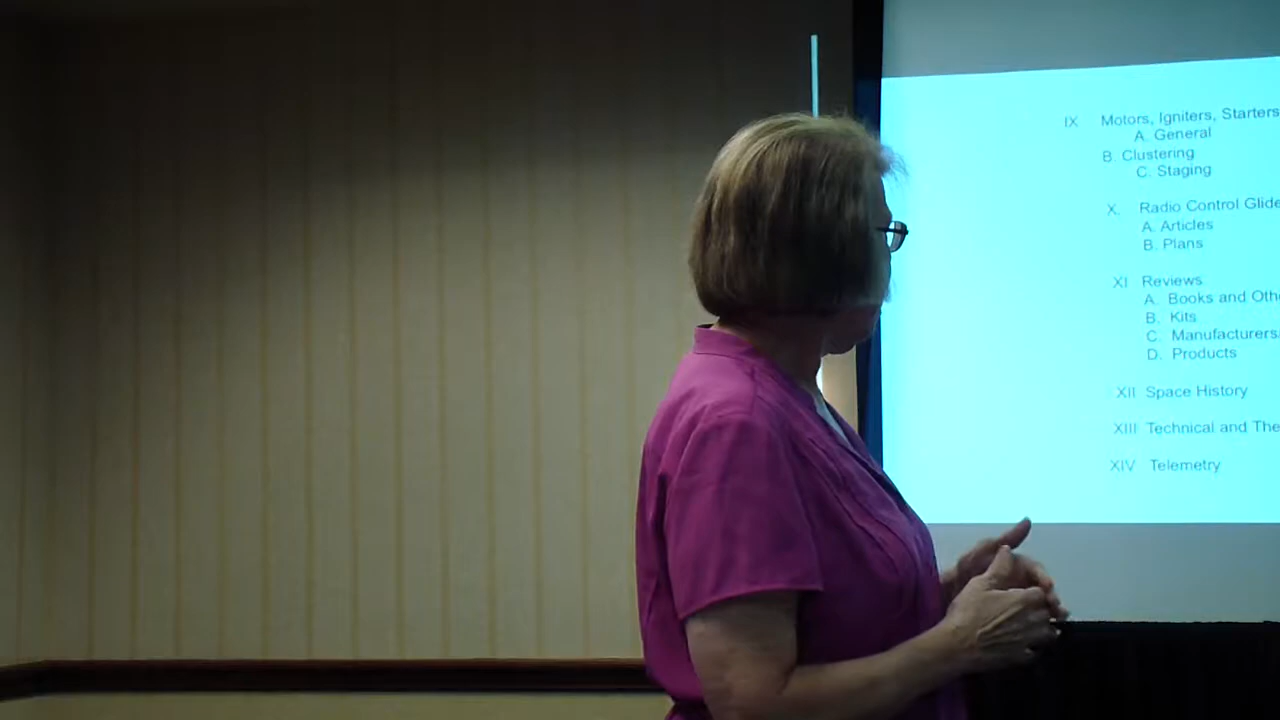 IX Motors, Igniters, Starters
A. General
B. Clustering
C. Staging
X. Radio Control Glide
A. Articles
B. Plans
XI Reviews
A. Books and Oth
B. Kits
C. Manufacturers
D. Products
XII Space History
XIII Technical and The
XIV Telemetry